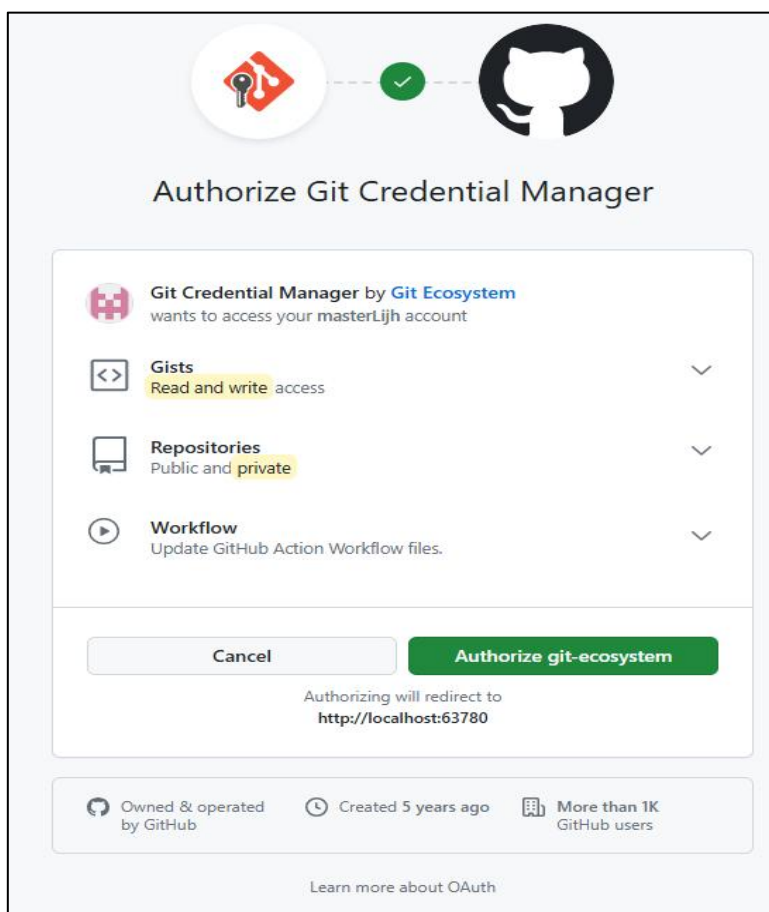 Authorize Git Credential Manager
Git Credential Manager by Git Ecosystem
wants to access your masterLijh account
Gists
Read and write access
Repositories
Public and private
Workflow
Update GitHub Action Workflow files.
Cancel
Authorize git-ecosystem
Authorizing will redirect to
http://localhost:63780
Owned & operated
by GitHub
Created 5 years ago
More than 1K
GitHub users
Learn more about OAuth